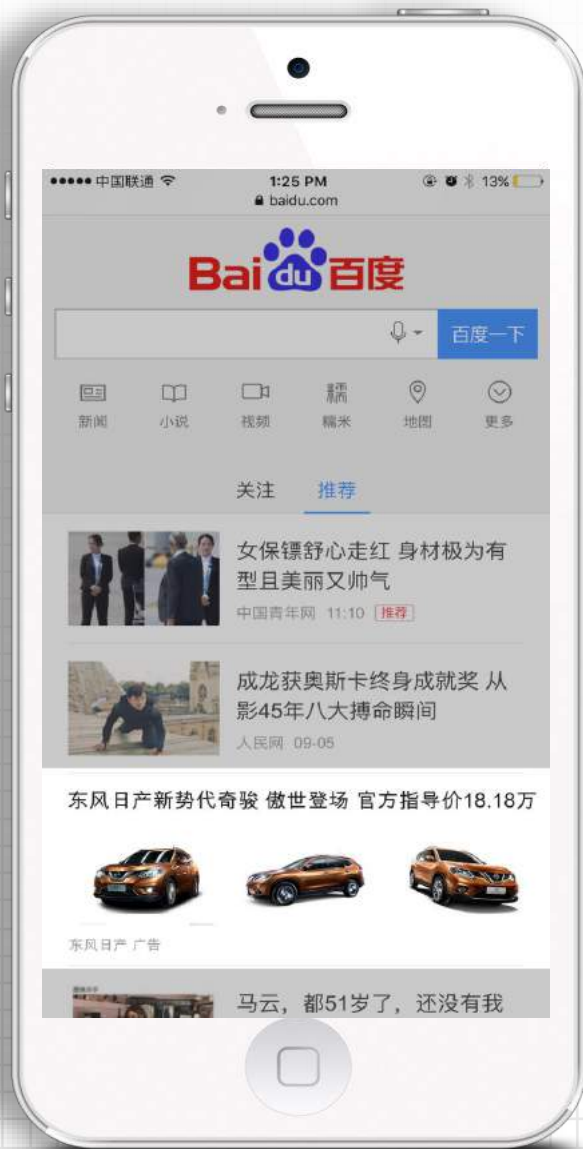 中国联通
1:25 PM
13%
baidu.com
Bai du 百度
百度一下
新闻 小说 视频 糯米 地图 更多
关注 推荐
女保镖舒心走红 身材极为有
型且美丽又帅气
中国青年网 11:10 推荐
成龙获奥斯卡终身成就奖 从
影45年八大搏命瞬间
人民网 09-05
东风日产新势代奇骏 傲世登场 官方指导价18.18万
东风日产 广告
马云，都51岁了，还没有我